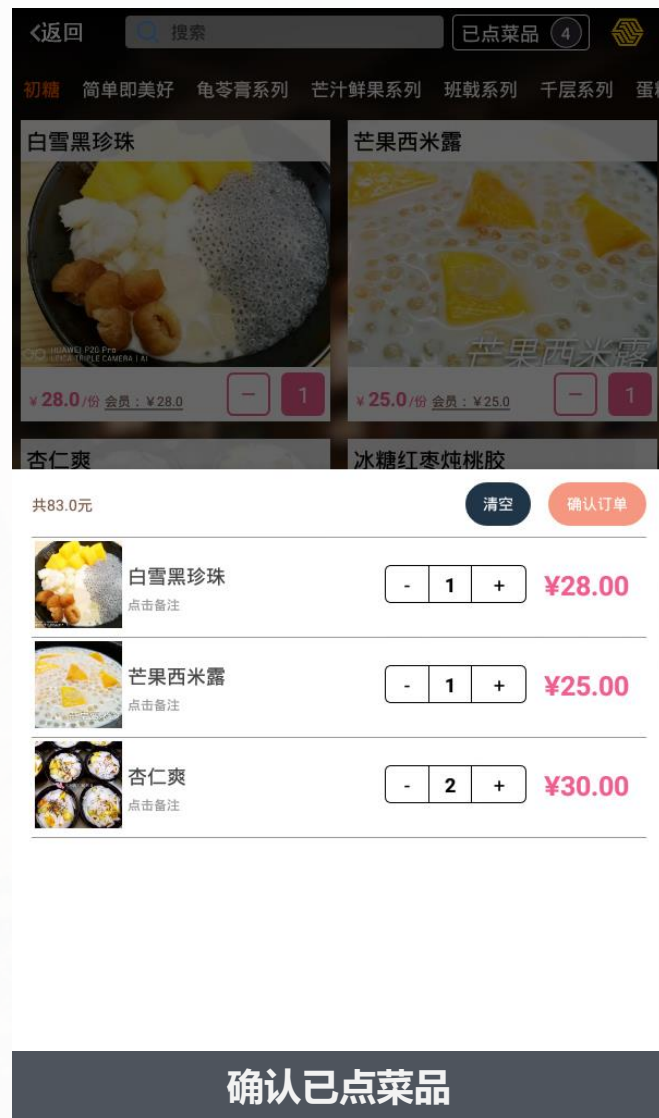 <返回 搜索 已点菜品 4
初糖 简单即美好 龟苓膏系列 芒汁鲜果系列 班戟系列 千层系列 蛋糕
白雪黑珍珠 芒果西米露
HUAWEI P20 Pro
LEICA TRIPLE CAMERA | AI
芒果西米露
¥ 28.0/份 会员：¥28.0 − 1
¥ 25.0/份 会员：¥25.0 − 1
杏仁爽 冰糖红枣炖桃胶
共83.0元 清空 确认订单
白雪黑珍珠 - 1 + ¥28.00
点击备注
芒果西米露 - 1 + ¥25.00
点击备注
杏仁爽 - 2 + ¥30.00
点击备注
确认已点菜品